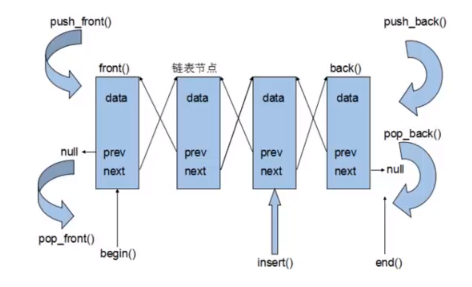 push_front()
push_back()
front()
链表节点
back()
data
data
data
data
pop_back()
null
prev
prev
prev
prev
next
next
next
next
null
pop_front()
begin()
insert()
end()